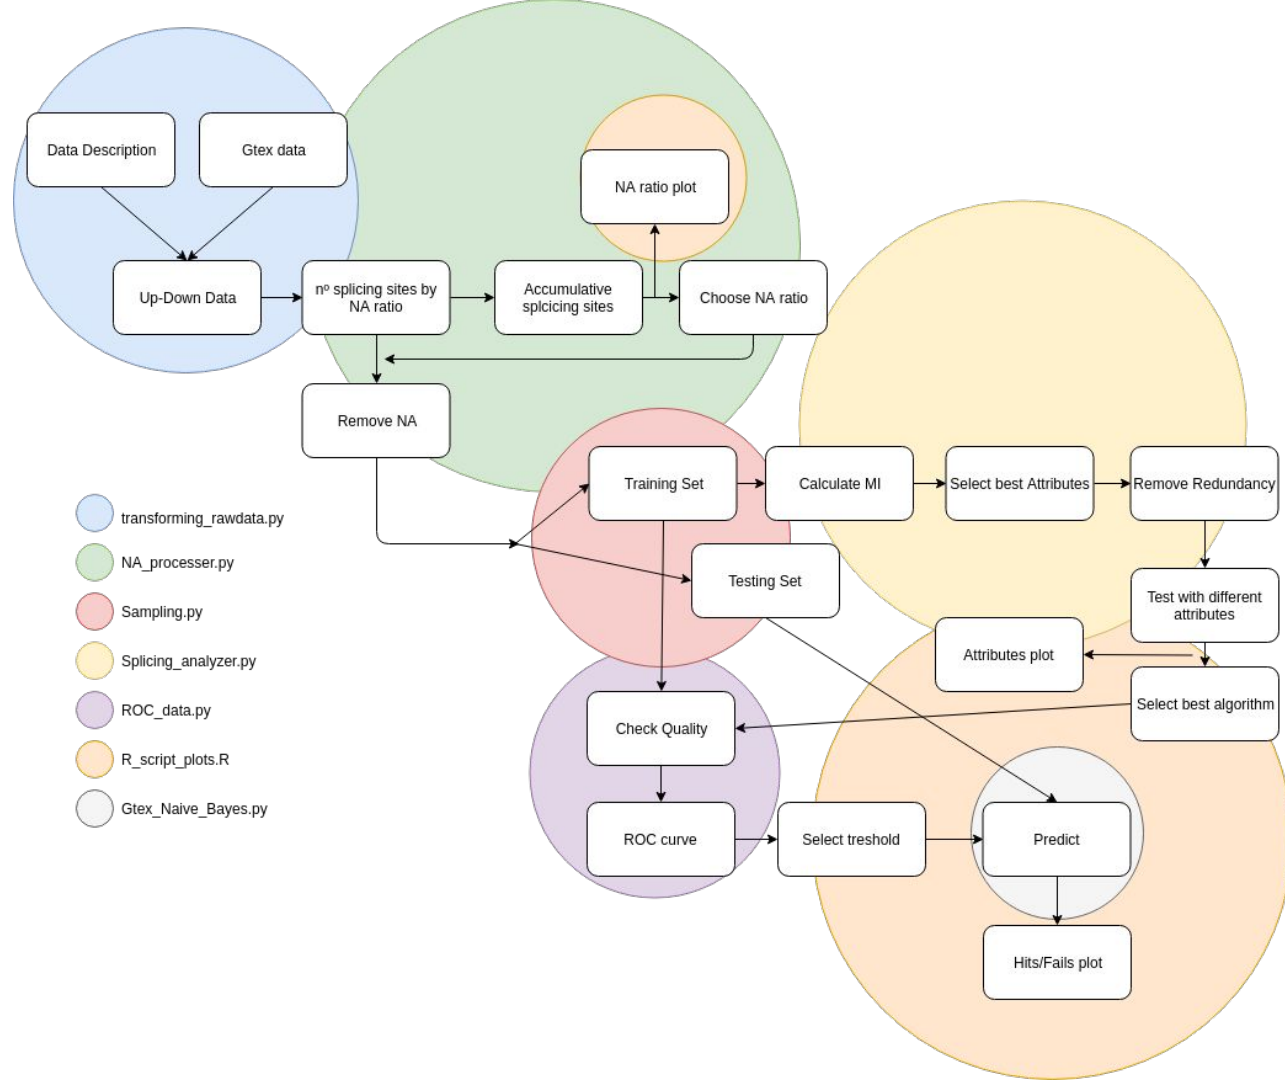 Data Description
Gtex data
NA ratio plot
Up-Down Data
nº splicing sites by
NA ratio
Accumulative
splcicing sites
Choose NA ratio
Remove NA
Training Set
Calculate MI
Select best Attributes
Remove Redundancy
Testing Set
Test with different
attributes
Attributes plot
Select best algorithm
Check Quality
ROC curve
Select treshold
Predict
Hits/Fails plot
transforming_rawdata.py
NA_processer.py
Sampling.py
Splicing_analyzer.py
ROC_data.py
R_script_plots.R
Gtex_Naive_Bayes.py